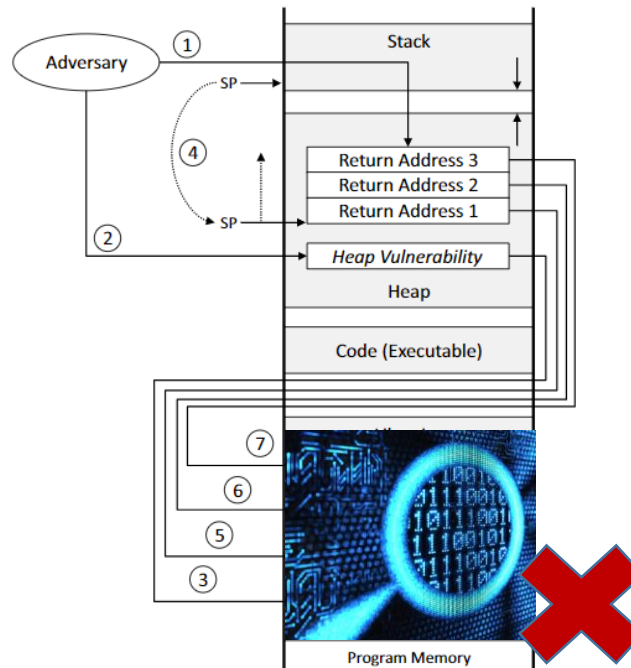 1
Stack
Adversary
SP
4
Return Address 3
Return Address 2
Return Address 1
SP
2
Heap Vulnerability
Heap
Code (Executable)
7
6
5
3
Program Memory